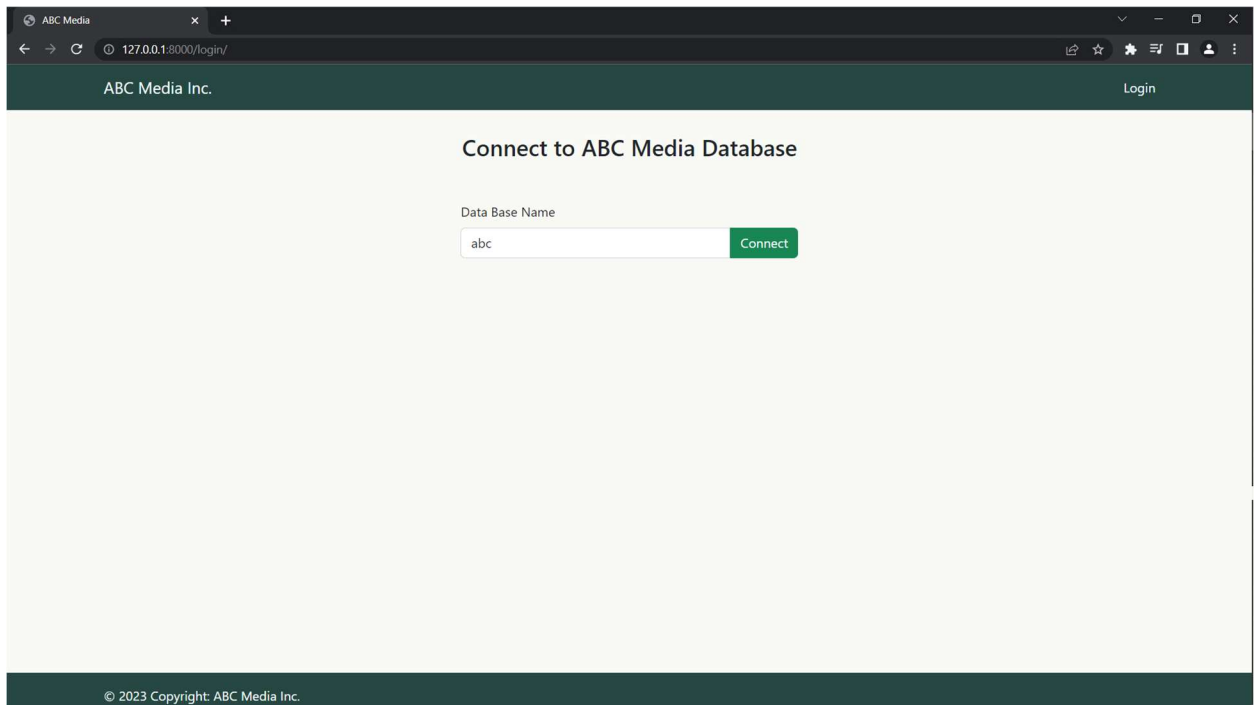 ABC Media
127.0.0.1:8000/login/
ABC Media Inc.
Login
Connect to ABC Media Database
Data Base Name
abc
Connect
© 2023 Copyright: ABC Media Inc.